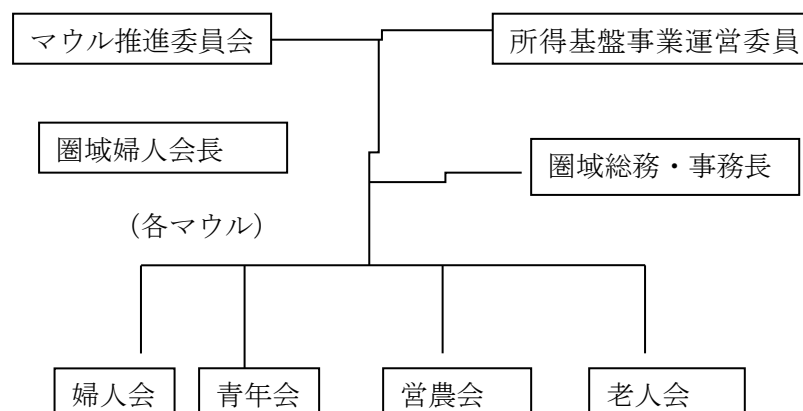 マウル推進委員会
所得基盤事業運営委員
圏域婦人会長
圏域総務・事務長
（各マウル）
婦人会
青年会
営農会
老人会